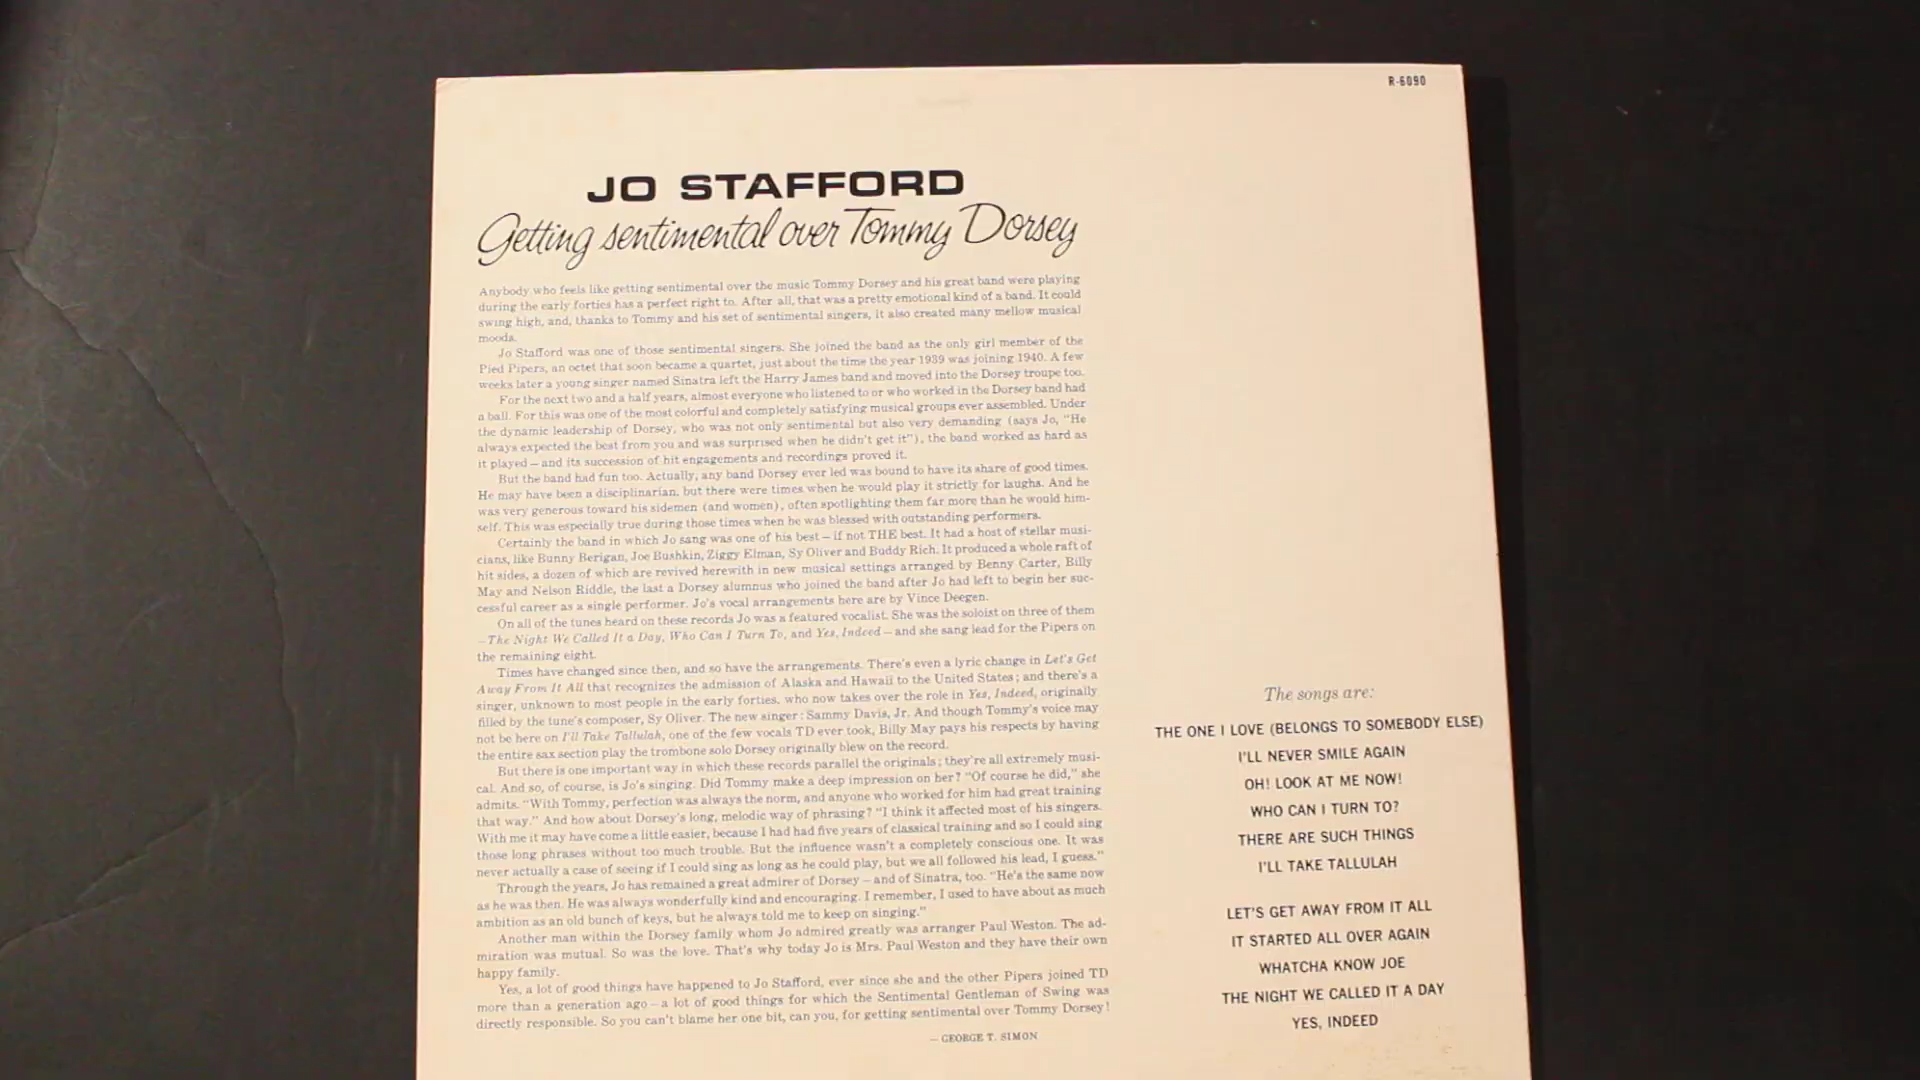 R-6090
JO STAFFORD
Getting sentimental over Tommy Dorsey
Anybody who feels like getting sentimental over the music Tommy Dorsey and his great band were playing
during the early forties has a perfect right to. After all, that was a pretty emotional kind of a band. It could
swing high, and, thanks to Tommy and his set of sentimental singers, it also created many mellow musical
moods.
Jo Stafford was one of those sentimental singers. She joined the band as the only girl member of the
Pied Pipers, an octet that soon became a quartet, just about the time the year 1939 was joining 1940. A few
weeks later a young singer named Sinatra left the Harry James band and moved into the Dorsey troupe too.
For the next two and a half years, almost everyone who listened to or who worked in the Dorsey band had
a ball. For this was one of the most colorful and completely satisfying musical groups ever assembled. Under
the dynamic leadership of Dorsey, who was not only sentimental but also very demanding (says Jo, "He
always expected the best from you and was surprised when he didn't get it"), the band worked as hard as
it played — and its succession of hit engagements and recordings proved it.
But the band had fun too. Actually, any band Dorsey ever led was bound to have its share of good times.
He may have been a disciplinarian, but there were times when he would play it strictly for laughs. And he
was very generous toward his sidemen (and women), often spotlighting them far more than he would him-
self. This was especially true during those times when he was blessed with outstanding performers.
Certainly the band in which Jo sang was one of his best — if not THE best. It had a host of stellar musi-
cians, like Bunny Berigan, Joe Bushkin, Ziggy Elman, Sy Oliver and Buddy Rich. It produced a whole raft of
hit sides, a dozen of which are revived herewith in new musical settings arranged by Benny Carter, Billy
May and Nelson Riddle, the last a Dorsey alumnus who joined the band after Jo had left to begin her suc-
cessful career as a single performer. Jo's vocal arrangements here are by Vince Deegen.
On all of the tunes heard on these records Jo was a featured vocalist. She was the soloist on three of them
— The Night We Called It a Day, Who Can I Turn To, and Yes, Indeed — and she sang lead for the Pipers on
the remaining eight.
Times have changed since then, and so have the arrangements. There's even a lyric change in Let's Get
Away From It All that recognizes the admission of Alaska and Hawaii to the United States; and there's a
singer, unknown to most people in the early forties, who now takes over the role in Yes, Indeed, originally
filled by the tune's composer, Sy Oliver. The new singer: Sammy Davis, Jr. And though Tommy's voice may
not be here on I'll Take Tallulah, one of the few vocals TD ever took, Billy May pays his respects by having
the entire sax section play the trombone solo Dorsey originally blew on the record.
But there is one important way in which these records parallel the originals; they're all extremely musi-
cal. And so, of course, is Jo's singing. Did Tommy make a deep impression on her? "Of course he did," she
admits. "With Tommy, perfection was always the norm, and anyone who worked for him had great training
that way." And how about Dorsey's long, melodic way of phrasing? "I think it affected most of his singers.
With me it may have come a little easier, because I had had five years of classical training and so I could sing
those long phrases without too much trouble. But the influence wasn't a completely conscious one. It was
never actually a case of seeing if I could sing as long as he could play, but we all followed his lead, I guess."
Through the years, Jo has remained a great admirer of Dorsey — and of Sinatra, too. "He's the same now
as he was then. He was always wonderfully kind and encouraging. I remember, I used to have about as much
ambition as an old bunch of keys, but he always told me to keep on singing."
Another man within the Dorsey family whom Jo admired greatly was arranger Paul Weston. The ad-
miration was mutual. So was the love. That's why today Jo is Mrs. Paul Weston and they have their own
happy family.
Yes, a lot of good things have happened to Jo Stafford, ever since she and the other Pipers joined TD
more than a generation ago — a lot of good things for which the Sentimental Gentleman of Swing was
directly responsible. So you can't blame her one bit, can you, for getting sentimental over Tommy Dorsey!
— GEORGE T. SIMON
The songs are:
THE ONE I LOVE (BELONGS TO SOMEBODY ELSE)
I'LL NEVER SMILE AGAIN
OH! LOOK AT ME NOW!
WHO CAN I TURN TO?
THERE ARE SUCH THINGS
I'LL TAKE TALLULAH
LET'S GET AWAY FROM IT ALL
IT STARTED ALL OVER AGAIN
WHATCHA KNOW JOE
THE NIGHT WE CALLED IT A DAY
YES, INDEED